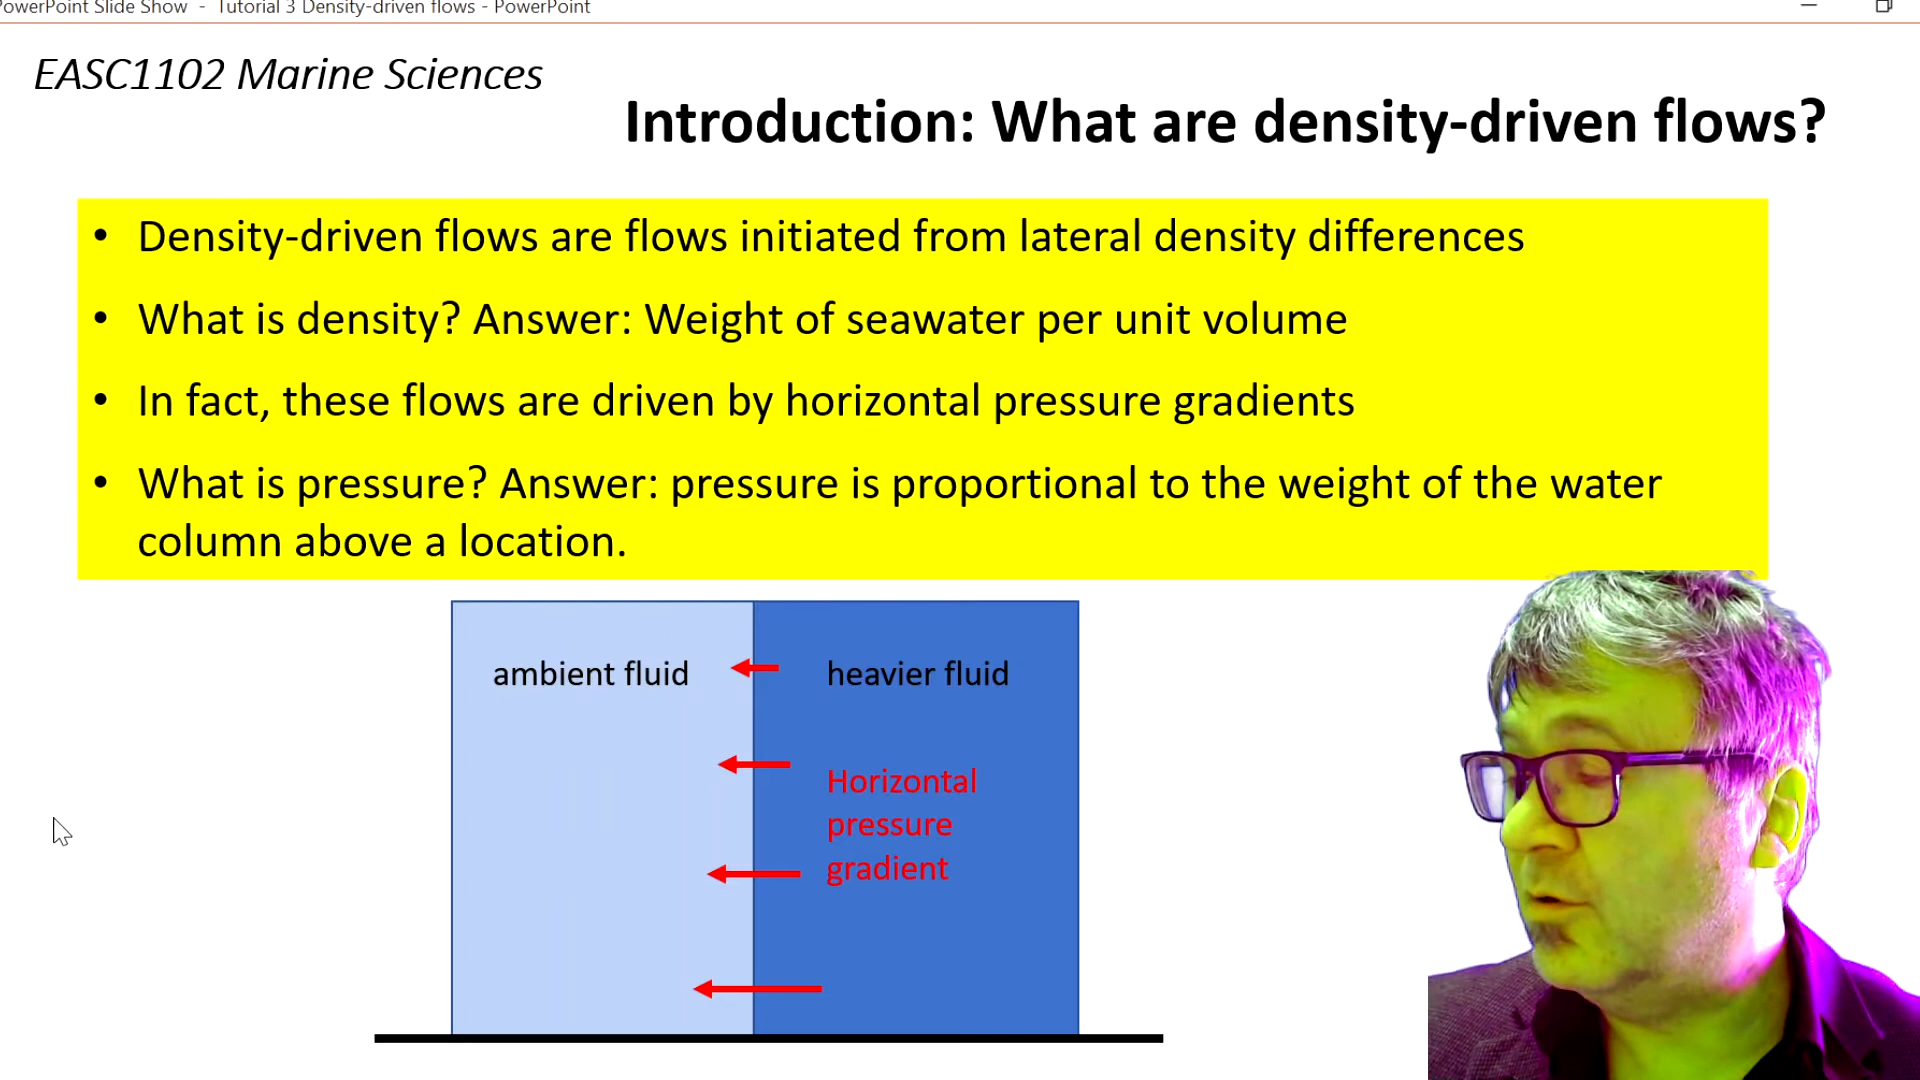 PowerPoint Slide Show - Tutorial 3 Density-driven flows - PowerPoint
EASC1102 Marine Sciences
Introduction: What are density-driven flows?
• Density-driven flows are flows initiated from lateral density differences
• What is density? Answer: Weight of seawater per unit volume
• In fact, these flows are driven by horizontal pressure gradients
• What is pressure? Answer: pressure is proportional to the weight of the water
column above a location.
ambient fluid
heavier fluid
Horizontal
pressure
gradient